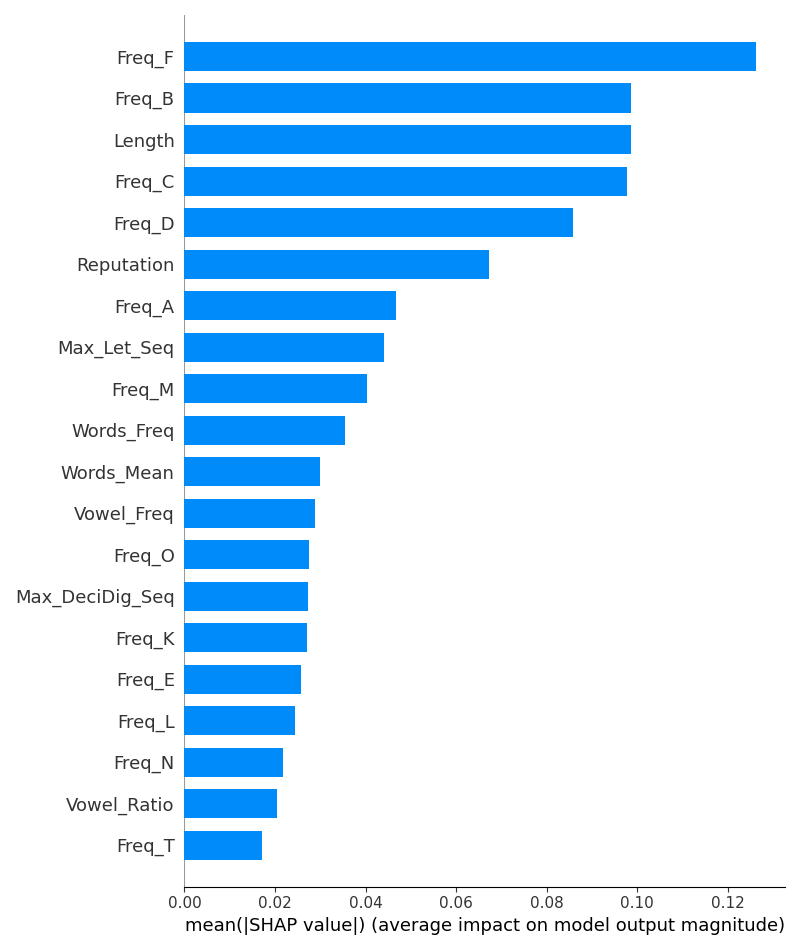 Freq_F
Freq_B
Length
Freq_C
Freq_D
Reputation
Freq_A
Max_Let_Seq
Freq_M
Words_Freq
Words_Mean
Vowel_Freq
Freq_O
Max_DeciDig_Seq
Freq_K
Freq_E
Freq_L
Freq_N
Vowel_Ratio
Freq_T
0.00 0.02 0.04 0.06 0.08 0.10 0.12
mean(|SHAP value|) (average impact on model output magnitude)